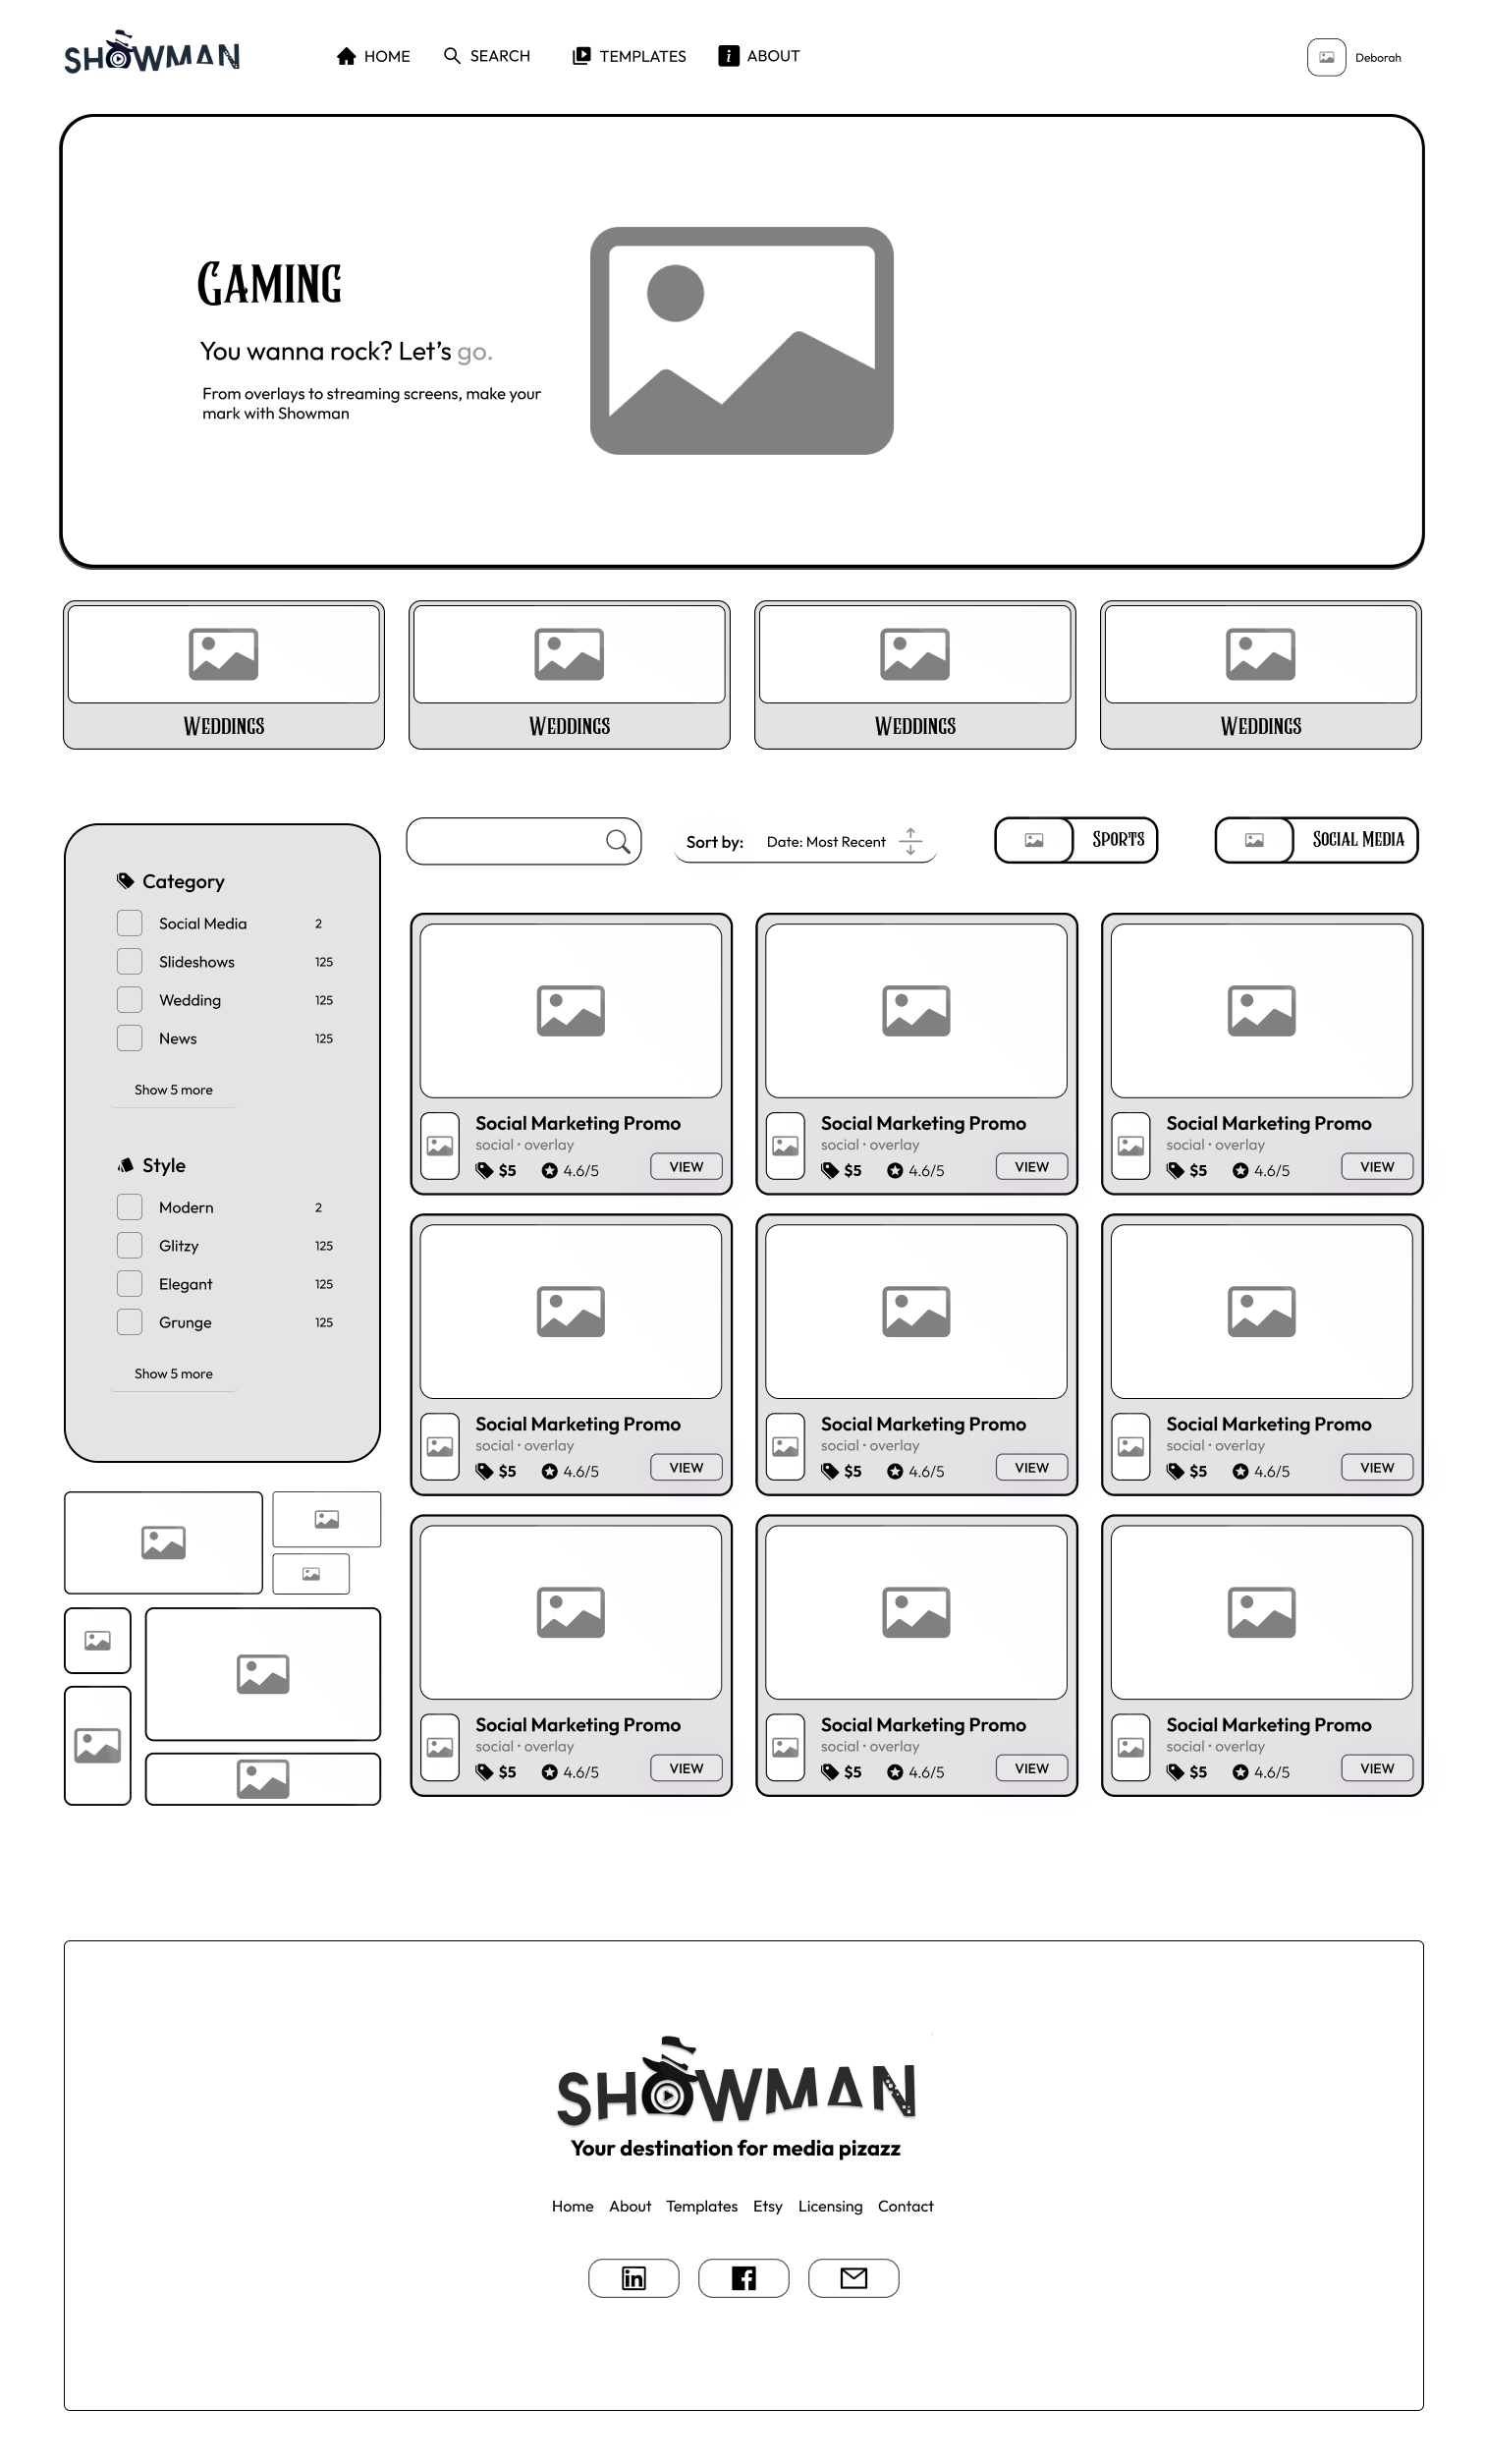 SHOWMAN HOME SEARCH TEMPLATES i ABOUT Deborah
GAMING
You wanna rock? Let's go.
From overlays to streaming screens, make your
mark with Showman
WEDDINGS WEDDINGS WEDDINGS WEDDINGS
Sort by: Date: Most Recent SPORTS SOCIAL MEDIA
Category
Social Media 2
Slideshows 125
Wedding 125
News 125
Show 5 more
Style
Modern 2
Glitzy 125
Elegant 125
Grunge 125
Show 5 more
Social Marketing Promo
social • overlay
$5 4.6/5 VIEW
Social Marketing Promo
social • overlay
$5 4.6/5 VIEW
Social Marketing Promo
social • overlay
$5 4.6/5 VIEW
Social Marketing Promo
social • overlay
$5 4.6/5 VIEW
Social Marketing Promo
social • overlay
$5 4.6/5 VIEW
Social Marketing Promo
social • overlay
$5 4.6/5 VIEW
Social Marketing Promo
social • overlay
$5 4.6/5 VIEW
Social Marketing Promo
social • overlay
$5 4.6/5 VIEW
Social Marketing Promo
social • overlay
$5 4.6/5 VIEW
SHOWMAN
Your destination for media pizazz
Home About Templates Etsy Licensing Contact
in f